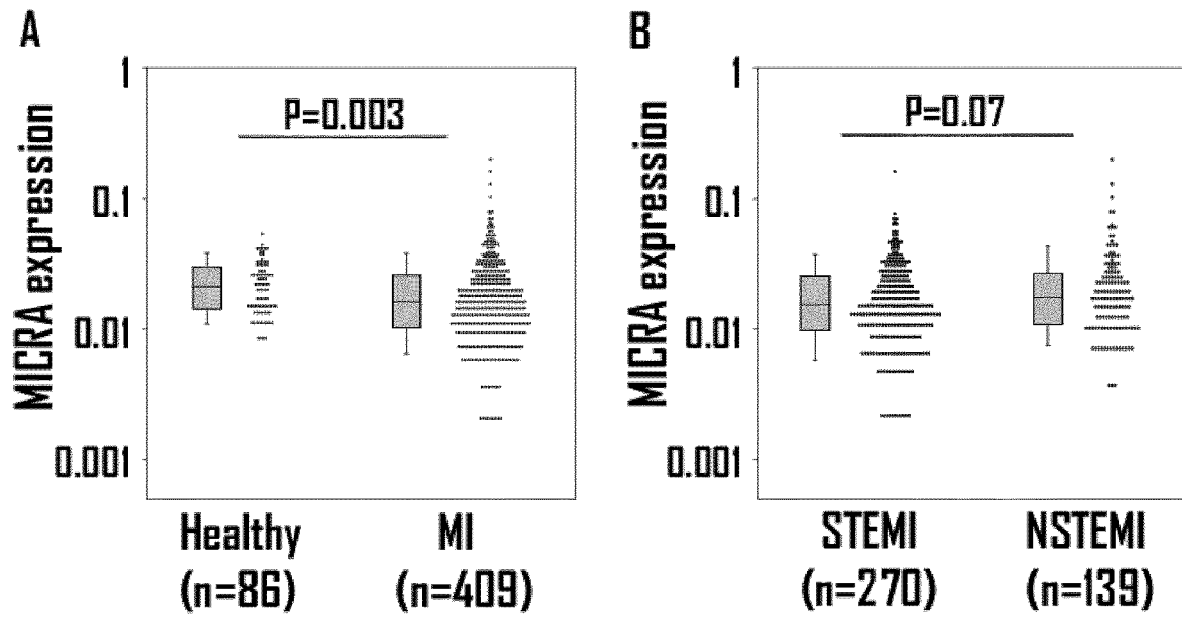 A
MICRA expression
1
0.1
0.01
0.001
P=0.003
Healthy
(n=86)
MI
(n=409)
B
MICRA expression
1
0.1
0.01
0.001
P=0.07
STEMI
(n=270)
NSTEMI
(n=139)